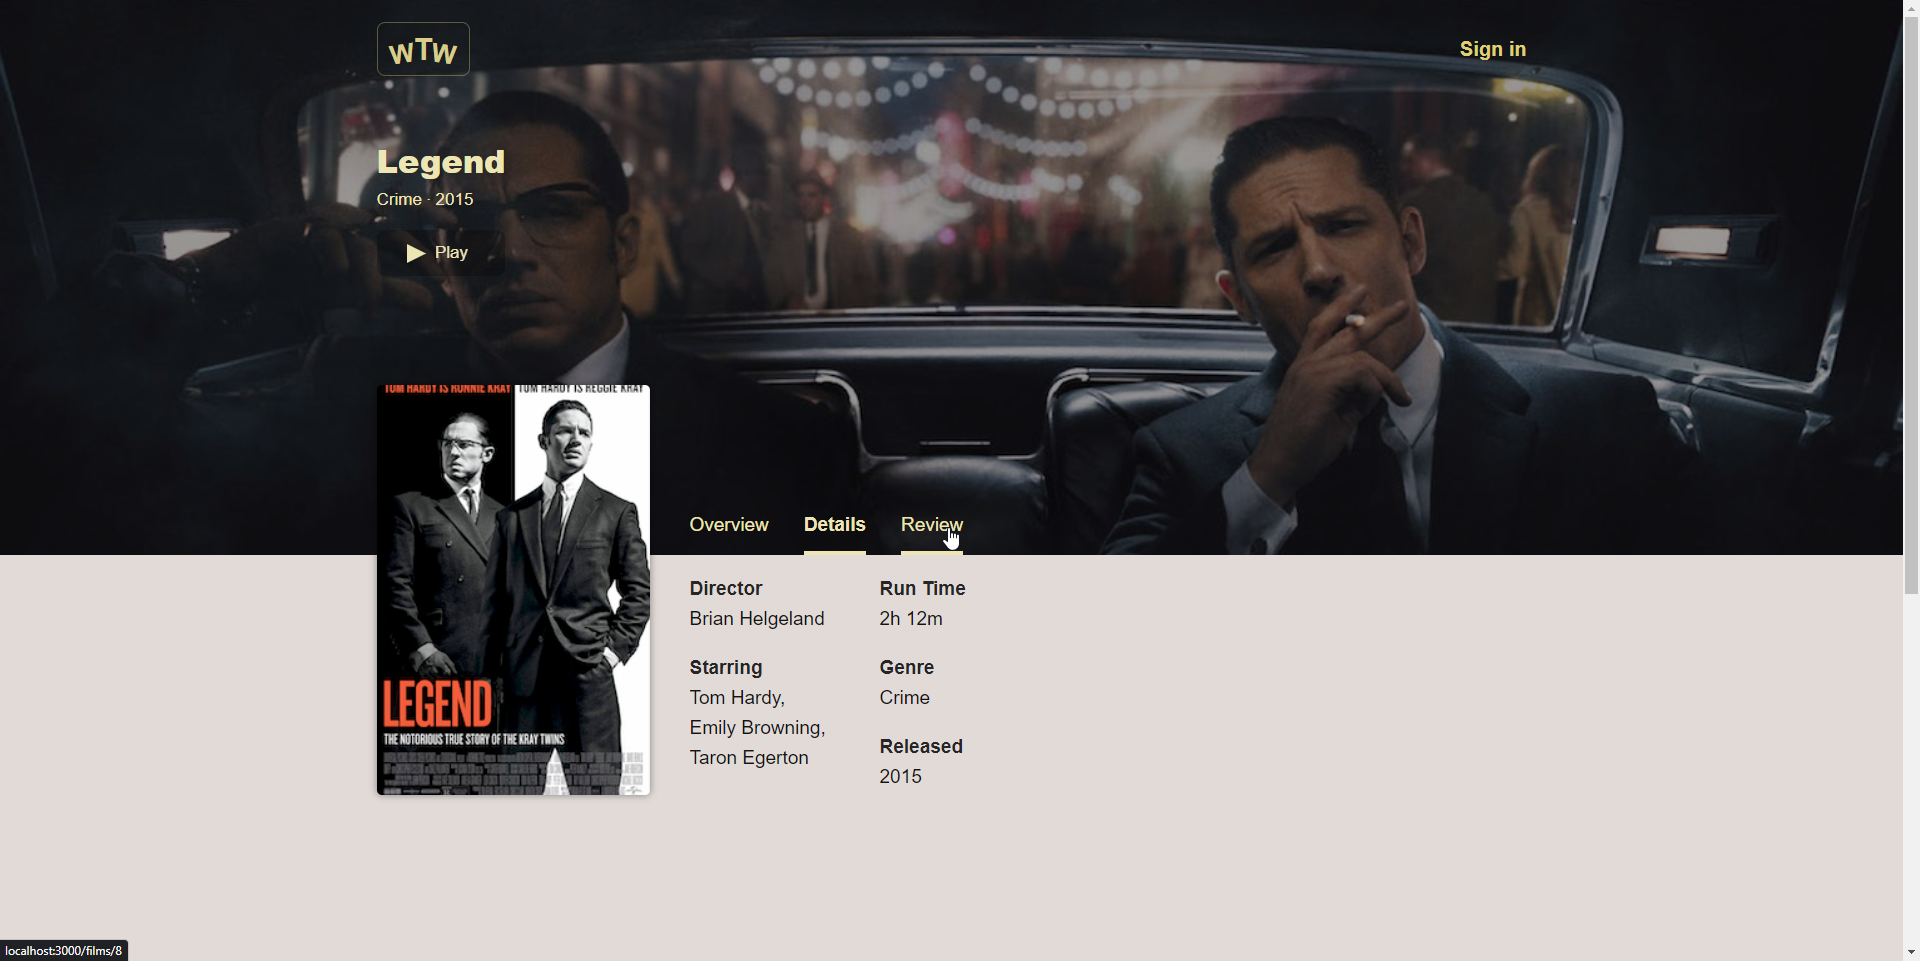 WTW
Sign in
Legend
Crime · 2015
Play
TOM HARDY IS RONNIE KRAY
TOM HARDY IS REGGIE KRAY
LEGEND
THE NOTORIOUS TRUE STORY OF THE KRAY TWINS
Overview
Details
Review
Director
Brian Helgeland
Starring
Tom Hardy,
Emily Browning,
Taron Egerton
Run Time
2h 12m
Genre
Crime
Released
2015
localhost:3000/films/8